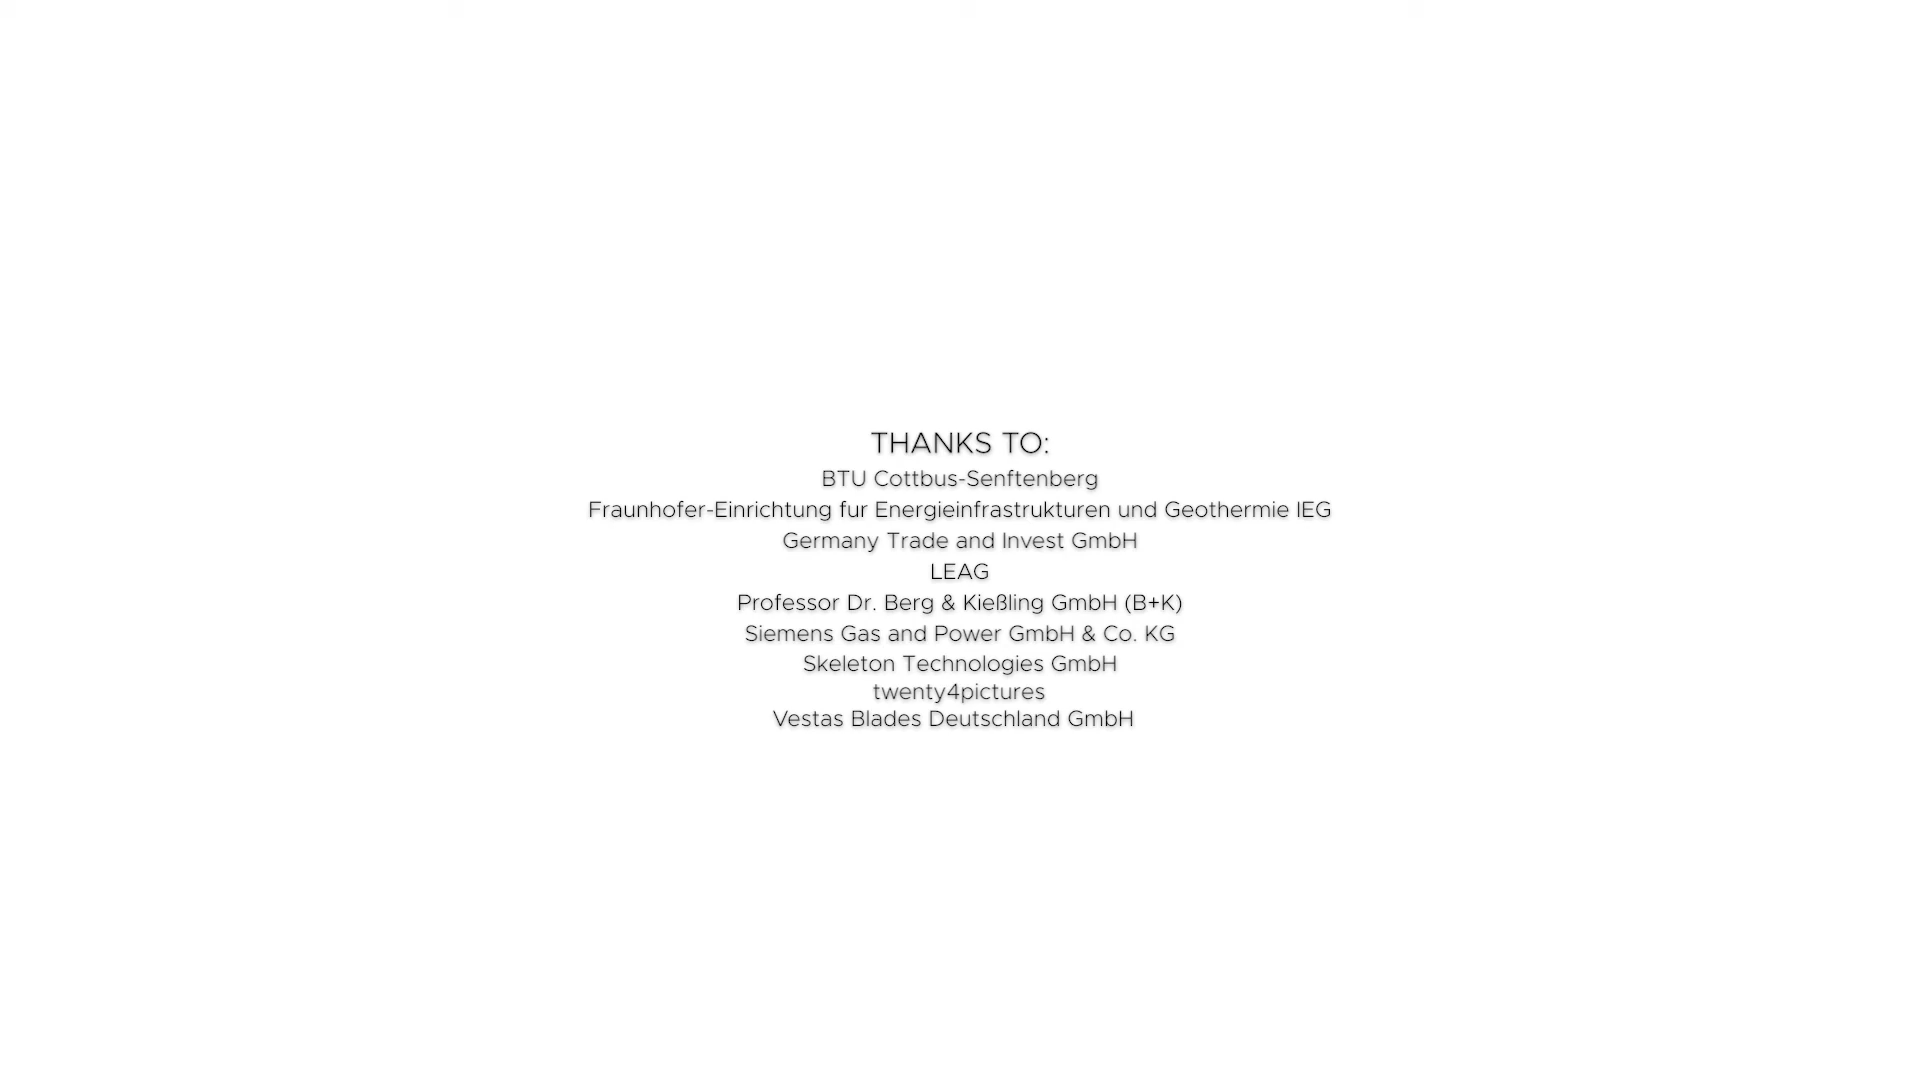 THANKS TO:
BTU Cottbus-Senftenberg
Fraunhofer-Einrichtung fur Energieinfrastrukturen und Geothermie IEG
Germany Trade and Invest GmbH
LEAG
Professor Dr. Berg & Kießling GmbH (B+K)
Siemens Gas and Power GmbH & Co. KG
Skeleton Technologies GmbH
twenty4pictures
Vestas Blades Deutschland GmbH